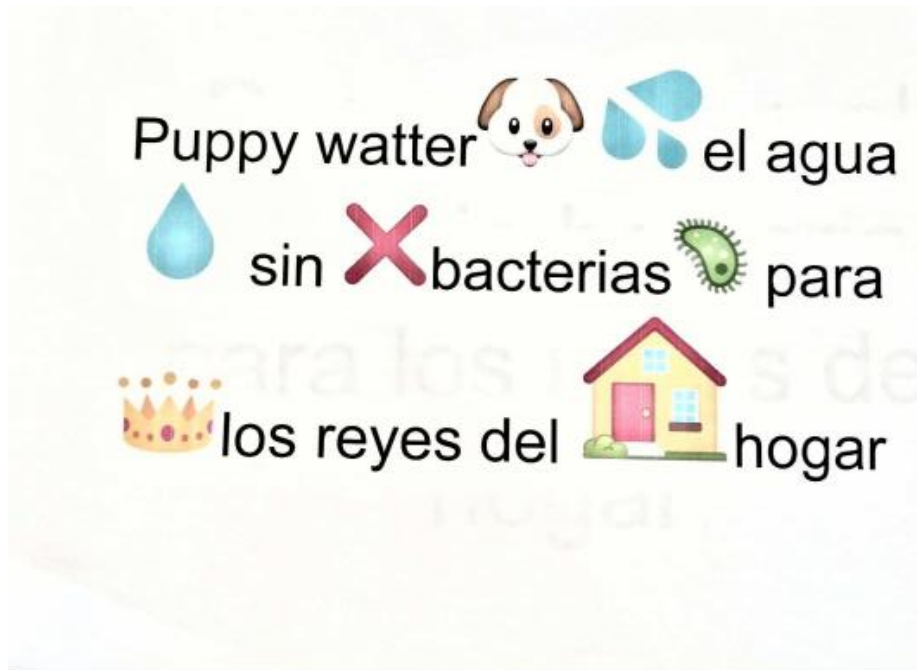 Puppy watter🐶💦 el agua
💧 sin ❌bacterias🦠 para
👑los reyes del 🏠hogar